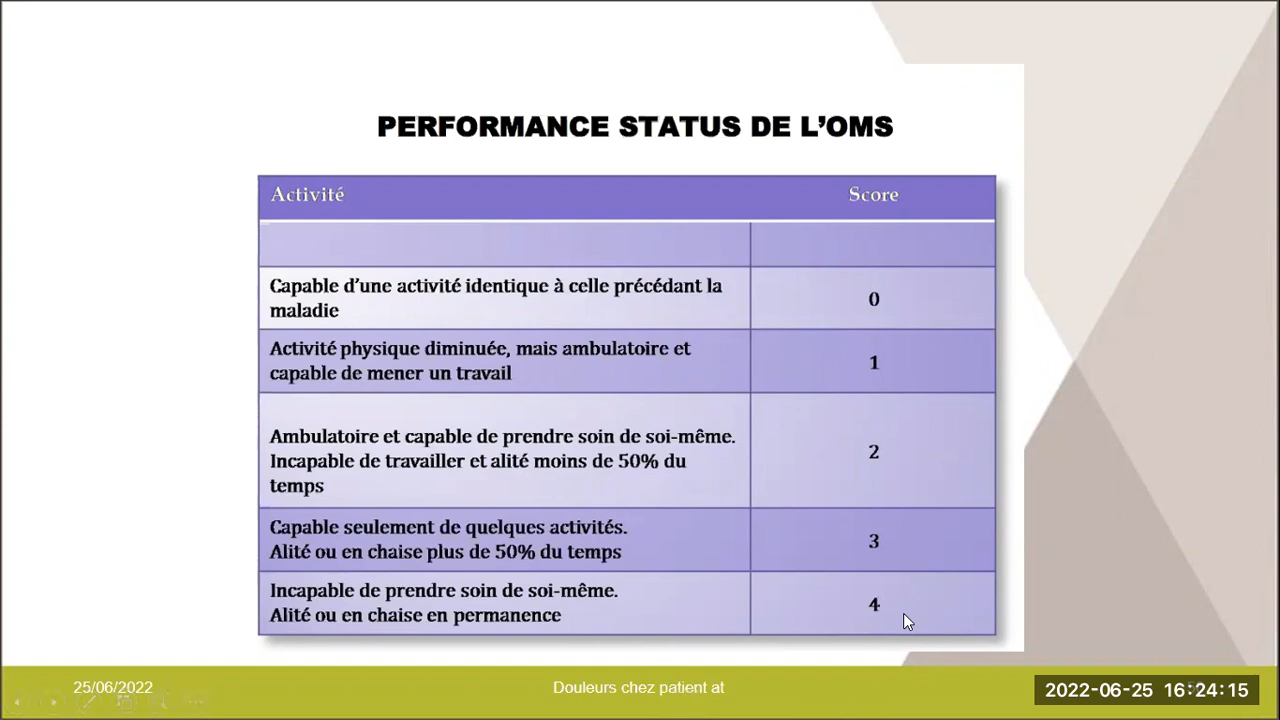 PERFORMANCE STATUS DE L’OMS
Activité Score
Capable d’une activité identique à celle précédant la
maladie
0
Activité physique diminuée, mais ambulatoire et
capable de mener un travail
1
Ambulatoire et capable de prendre soin de soi-même.
Incapable de travailler et alité moins de 50% du
temps
2
Capable seulement de quelques activités.
Alité ou en chaise plus de 50% du temps
3
Incapable de prendre soin de soi-même.
Alité ou en chaise en permanence
4
25/06/2022
Douleurs chez patient at
2022-06-25 16:24:15